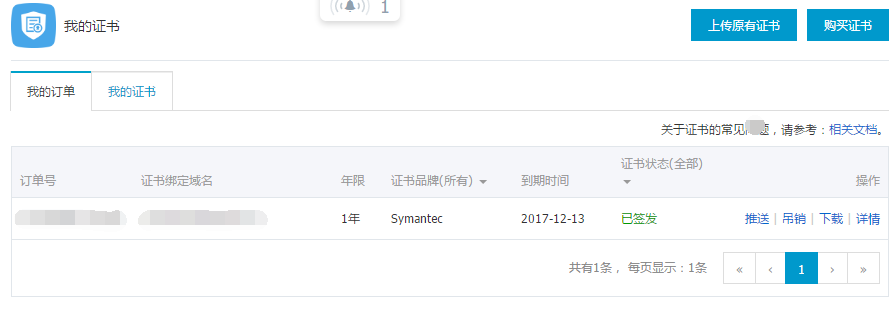 我的证书
1
上传原有证书
购买证书
我的订单
我的证书
关于证书的常见题，请参考：相关文档。
订单号
证书绑定域名
年限
证书品牌(所有)
到期时间
证书状态(全部)
操作
1年
Symantec
2017-12-13
已签发
推送 | 吊销 | 下载 | 详情
共有1条， 每页显示：1条
« ‹ 1 › »